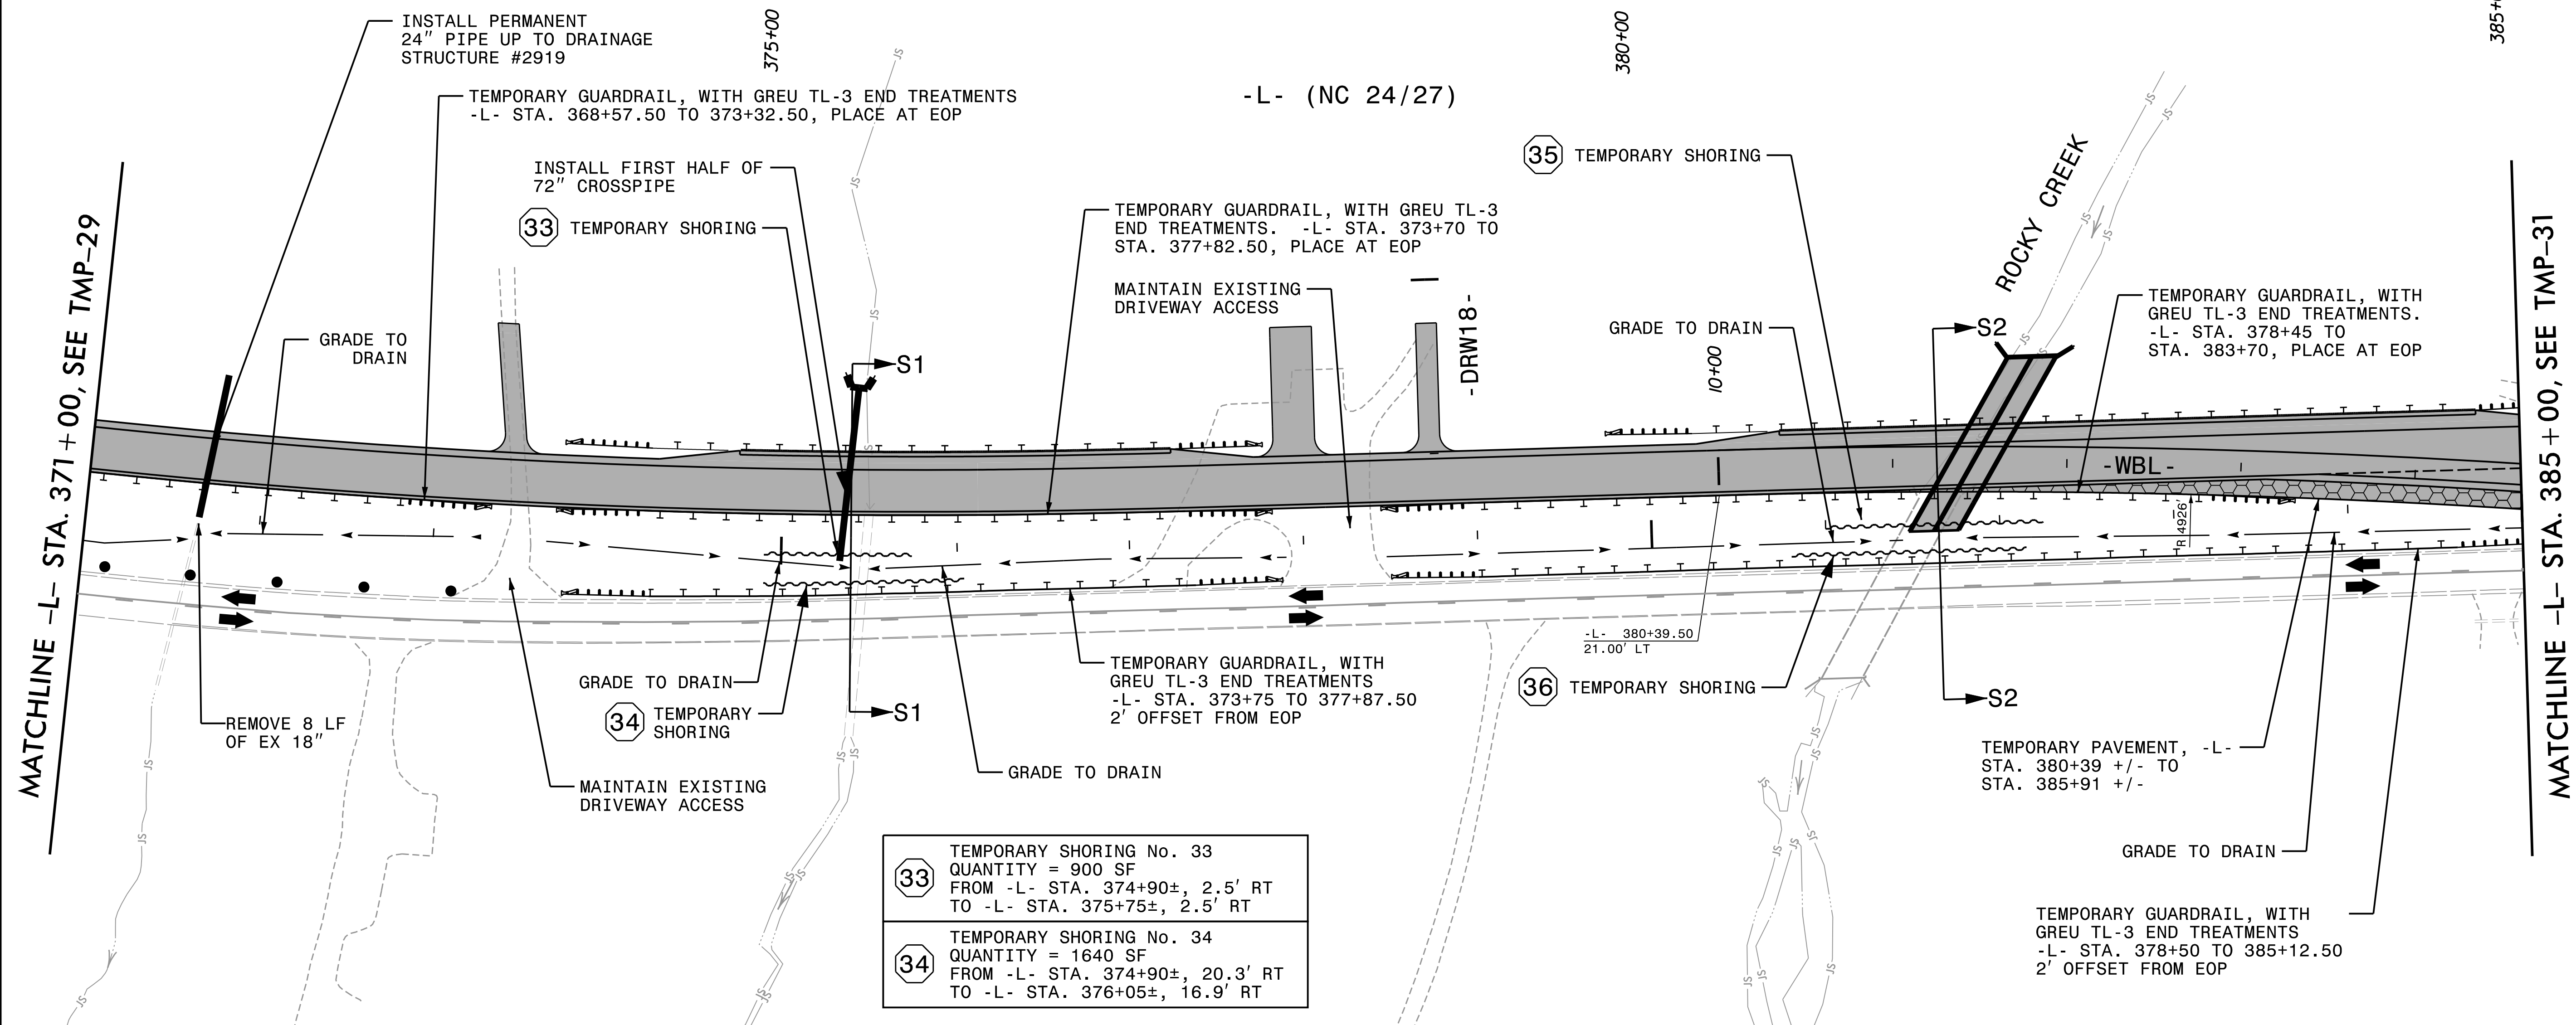 INSTALL PERMANENT
24" PIPE UP TO DRAINAGE
STRUCTURE #2919
375+00
380+00
TEMPORARY GUARDRAIL, WITH GREU TL-3 END TREATMENTS
-L- STA. 368+57.50 TO 373+32.50, PLACE AT EOP
-L- (NC 24/27)
INSTALL FIRST HALF OF
72" CROSSPIPE
33 TEMPORARY SHORING
35 TEMPORARY SHORING
TEMPORARY GUARDRAIL, WITH GREU TL-3
END TREATMENTS. -L- STA. 373+70 TO
STA. 377+82.50, PLACE AT EOP
MAINTAIN EXISTING
DRIVEWAY ACCESS
ROCKY CREEK
TEMPORARY GUARDRAIL, WITH
GREU TL-3 END TREATMENTS.
-L- STA. 378+45 TO
STA. 383+70, PLACE AT EOP
GRADE TO
DRAIN
S1
-DRW18-
10+00
GRADE TO DRAIN
S2
MATCHLINE -L- STA. 371+00, SEE TMP-29
MATCHLINE -L- STA. 385+00, SEE TMP-31
-WBL-
R 4926'
-L- 380+39.50
21.00' LT
REMOVE 8 LF
OF EX 18"
GRADE TO DRAIN
34 TEMPORARY
SHORING
S1
TEMPORARY GUARDRAIL, WITH
GREU TL-3 END TREATMENTS
-L- STA. 373+75 TO 377+87.50
2' OFFSET FROM EOP
36 TEMPORARY SHORING
S2
MAINTAIN EXISTING
DRIVEWAY ACCESS
GRADE TO DRAIN
TEMPORARY PAVEMENT, -L-
STA. 380+39 +/- TO
STA. 385+91 +/-
GRADE TO DRAIN
TEMPORARY GUARDRAIL, WITH
GREU TL-3 END TREATMENTS
-L- STA. 378+50 TO 385+12.50
2' OFFSET FROM EOP
33
TEMPORARY SHORING No. 33
QUANTITY = 900 SF
FROM -L- STA. 374+90±, 2.5' RT
TO -L- STA. 375+75±, 2.5' RT
34
TEMPORARY SHORING No. 34
QUANTITY = 1640 SF
FROM -L- STA. 374+90±, 20.3' RT
TO -L- STA. 376+05±, 16.9' RT
JS
JS
JS
JS
JS
JS
JS
JS
JS
JS
JS
JS